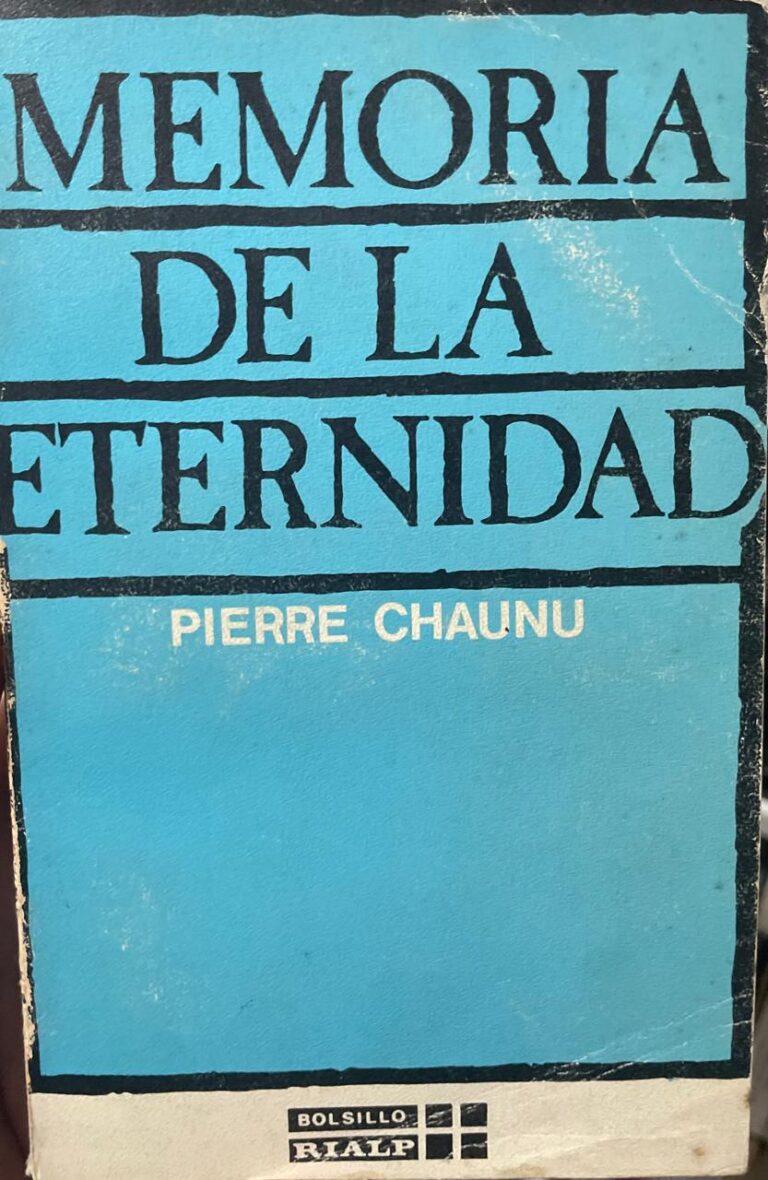 MEMORIA
DE LA
ETERNIDAD
PIERRE CHAUNU
BOLSILLO
RIALP